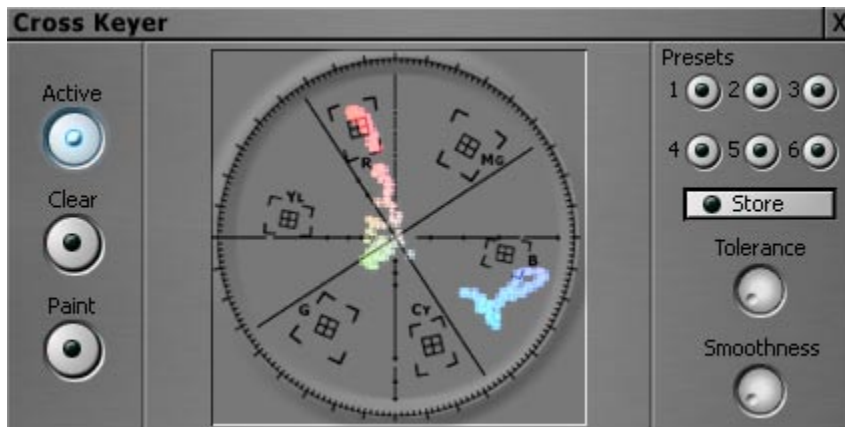 Cross Keyer X
Active
Clear
Paint
R
MG
YL
B
G
CY
Presets
1 2 3
4 5 6
Store
Tolerance
Smoothness